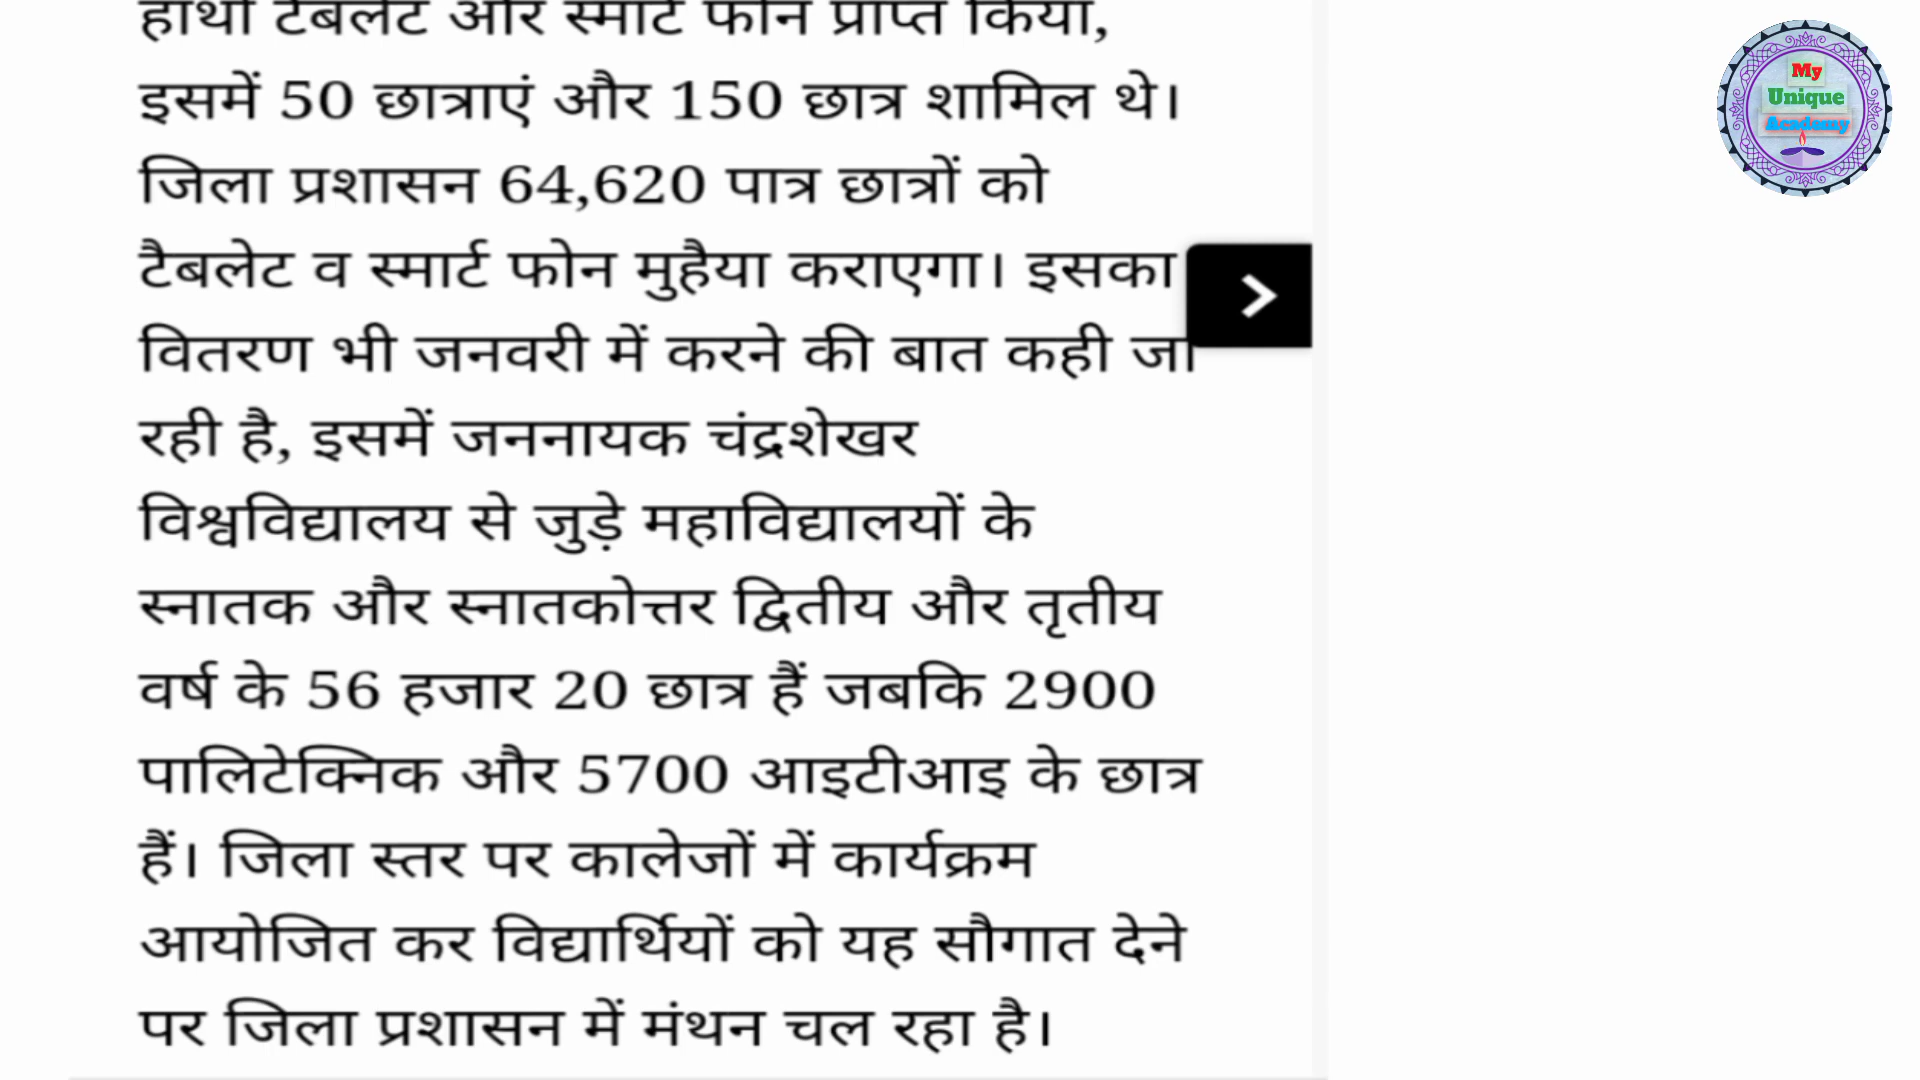 हाथों टैबलेट और स्मार्ट फोन प्राप्त किया,
इसमें 50 छात्राएं और 150 छात्र शामिल थे।
जिला प्रशासन 64,620 पात्र छात्रों को
टैबलेट व स्मार्ट फोन मुहैया कराएगा। इसका
वितरण भी जनवरी में करने की बात कही जा
रही है, इसमें जननायक चंद्रशेखर
विश्वविद्यालय से जुड़े महाविद्यालयों के
स्नातक और स्नातकोत्तर द्वितीय और तृतीय
वर्ष के 56 हजार 20 छात्र हैं जबकि 2900
पालिटेक्निक और 5700 आइटीआइ के छात्र
हैं। जिला स्तर पर कालेजों में कार्यक्रम
आयोजित कर विद्यार्थियों को यह सौगात देने
पर जिला प्रशासन में मंथन चल रहा है।
My
Unique
Academy